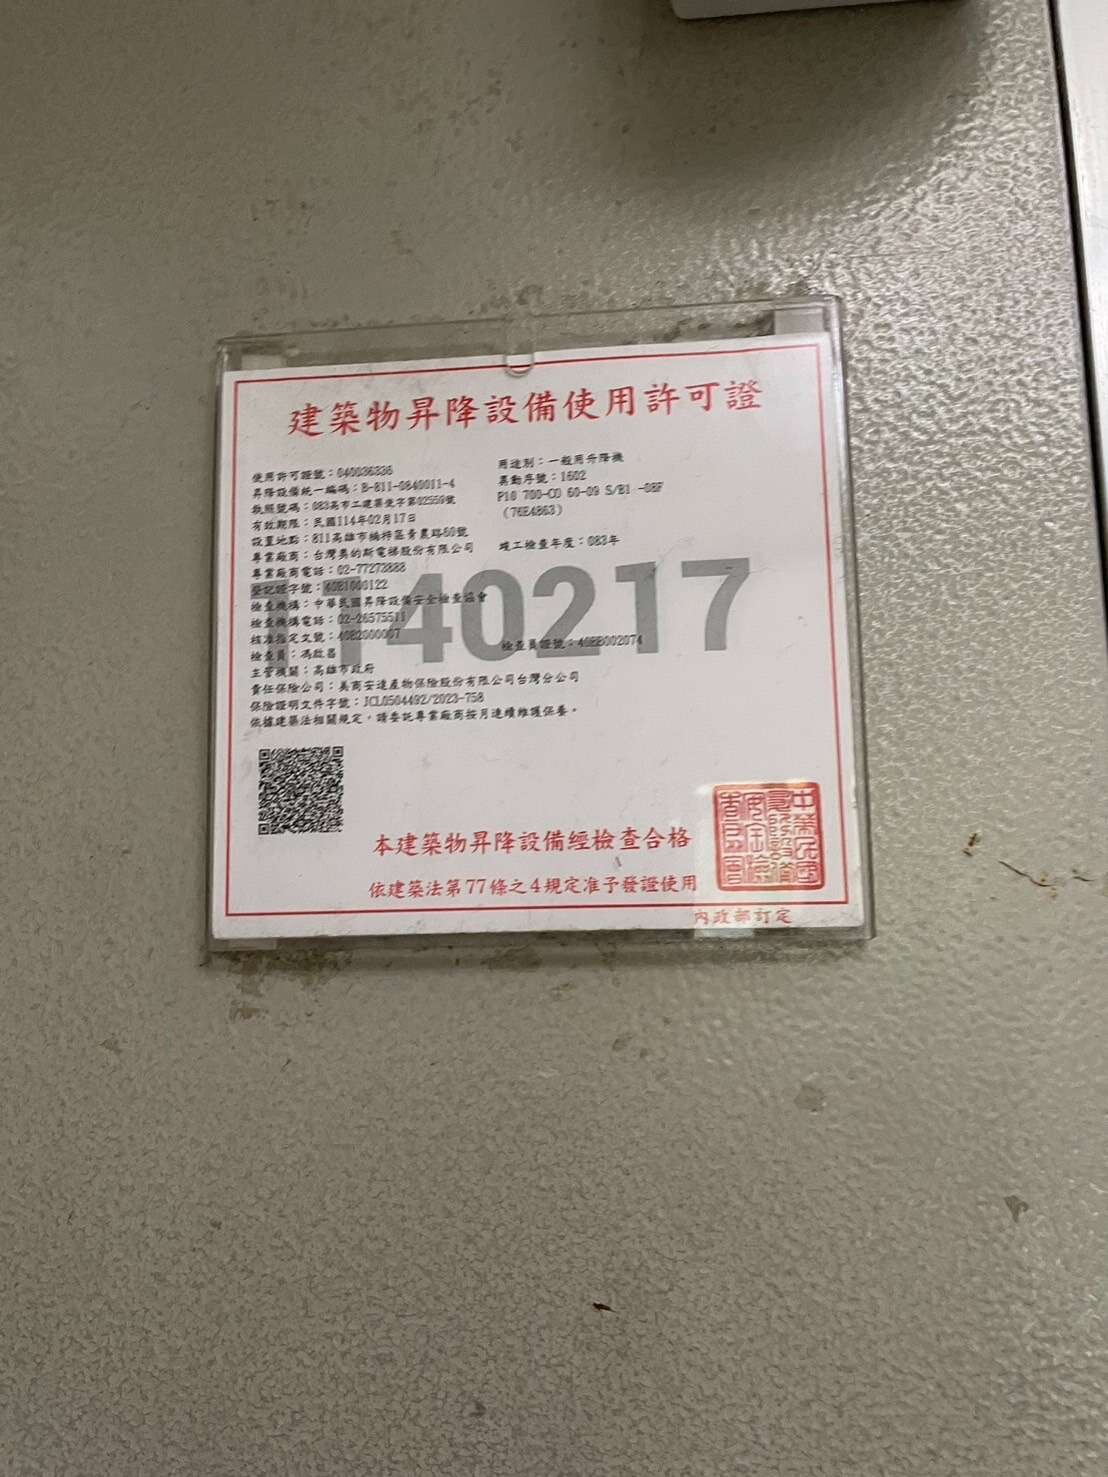 建築物昇降設備使用許可證
使用許可證號：040036336
用途別：一般用升降機
昇降設備統一編碼：B-811-0840011-4
異動序號：1602
執照號碼：083高市工建築使字第02559號
P10 700-CO 60-09 S/B1 -08F
有效期限：民國114年02月17日
(76E4863)
設置地點：811高雄市楠梓區青農路60號
專業廠商：台灣奧的斯電梯股份有限公司
竣工檢查年度：083年
專業廠商電話：02-77273888
登記證字號：40B1000122
1140217
檢查機構：中華民國昇降設備安全檢查協會
檢查機構電話：02-26575511
核准指定文號：40B2000007
檢查員證號：40BB002074
檢查員：馮啟昌
主管機關：高雄市政府
責任保險公司：美商安達產物保險股份有限公司台灣分公司
保險證明文件字號：JCL0504492/2023-758
依據建築法相關規定，請委託專業廠商按月連續維護保養。
本建築物昇降設備經檢查合格
依建築法第77條之4規定准予發證使用
內政部訂定